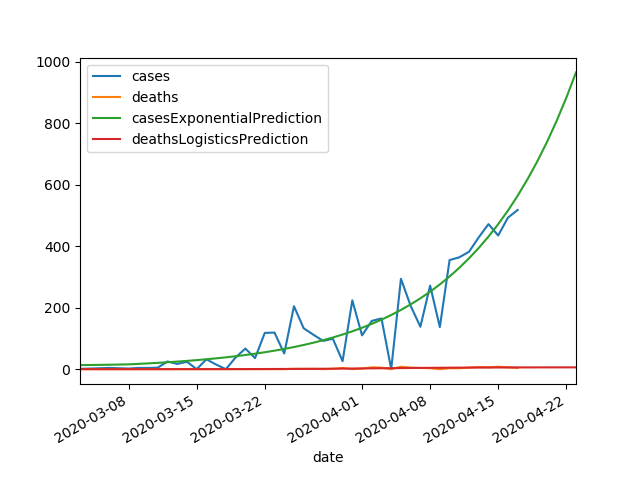 1000
800
600
400
200
0
cases
deaths
casesExponentialPrediction
deathsLogisticsPrediction
2020-03-08
2020-03-15
2020-03-22
2020-04-01
2020-04-08
2020-04-15
2020-04-22
date